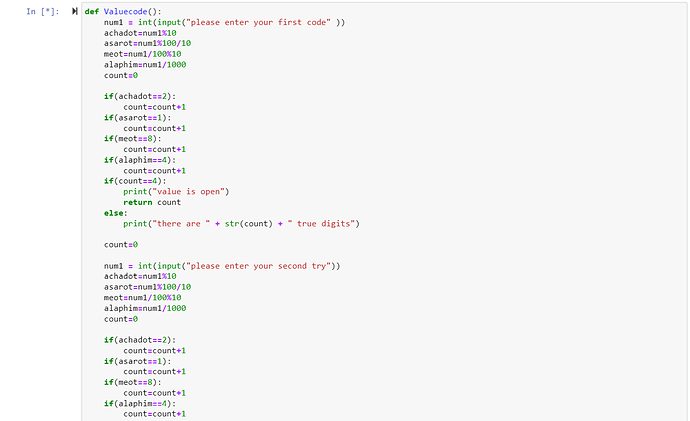 In [*]: def Valuecode():
    num1 = int(input("please enter your first code" ))
    achadot=num1%10
    asarot=num1%100/10
    meot=num1/100%10
    alaphim=num1/1000
    count=0

    if(achadot==2):
        count=count+1
    if(asarot==1):
        count=count+1
    if(meot==8):
        count=count+1
    if(alaphim==4):
        count=count+1
    if(count==4):
        print("value is open")
        return count
    else:
        print("there are " + str(count) + " true digits")

    count=0

    num1 = int(input("please enter your second try"))
    achadot=num1%10
    asarot=num1%100/10
    meot=num1/100%10
    alaphim=num1/1000
    count=0

    if(achadot==2):
        count=count+1
    if(asarot==1):
        count=count+1
    if(meot==8):
        count=count+1
    if(alaphim==4):
        count=count+1